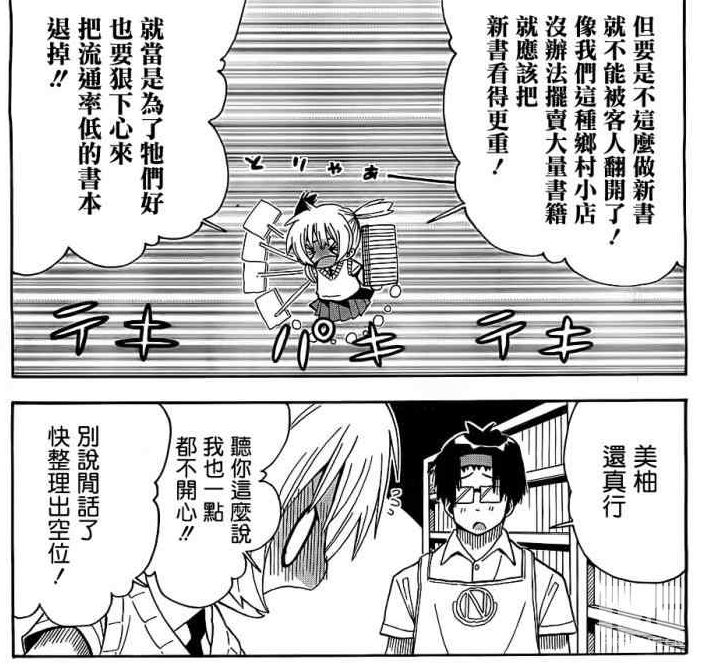 但要是不這麼做新書
就不能被客人翻開了！
像我們這種鄉村小店
沒辦法擺賣大量書籍
就應該把
新書看得更重！
就當是為了牠們好
也要狠下心來
把流通率低的書本
退掉！！
とりゃあ
テキ
パキ
テキ
美柚
還真行
聽你這麼說
我也一點
都不開心！！
別說閒話了
快整理出空位！
N